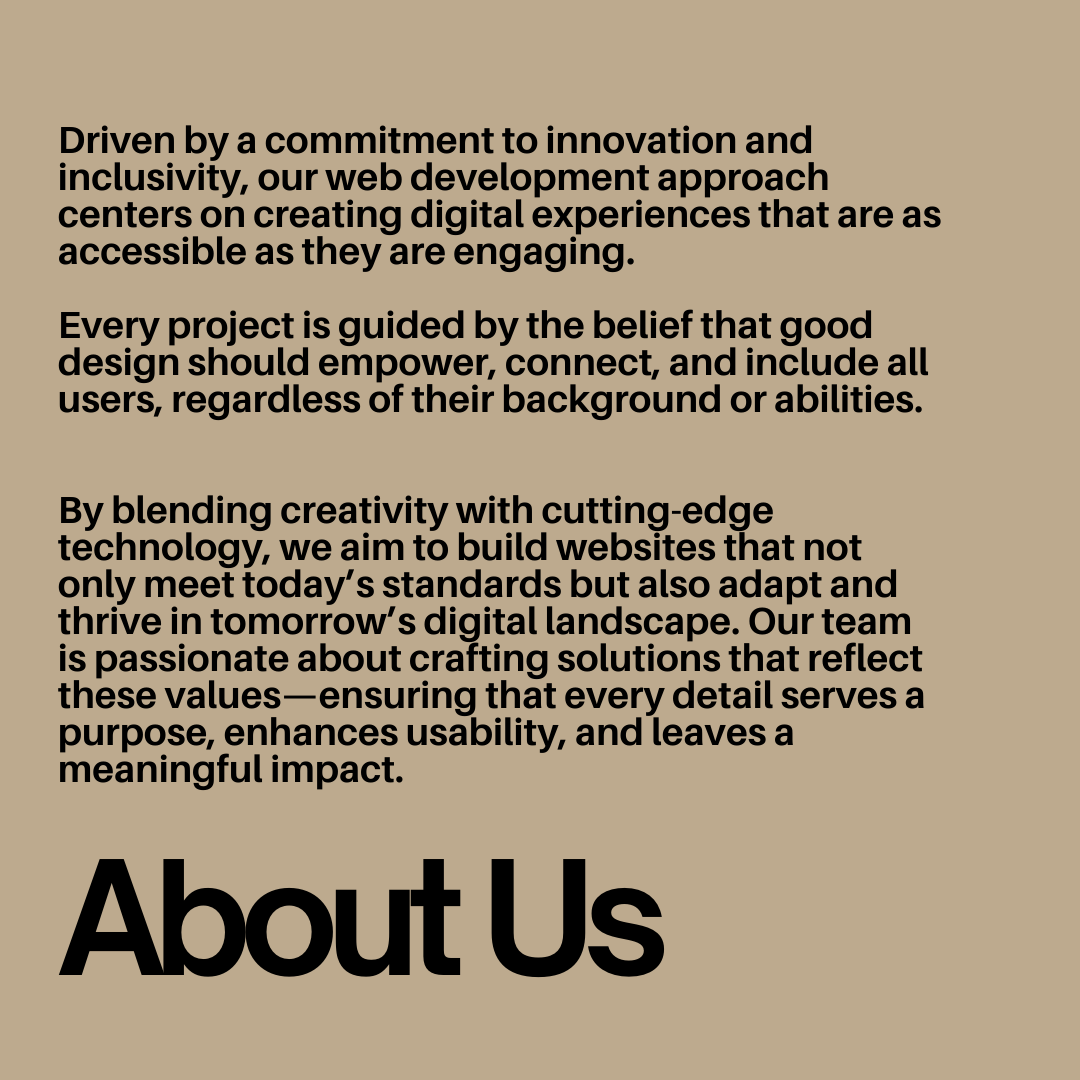 Driven by a commitment to innovation and
inclusivity, our web development approach
centers on creating digital experiences that are as
accessible as they are engaging.
Every project is guided by the belief that good
design should empower, connect, and include all
users, regardless of their background or abilities.
By blending creativity with cutting-edge
technology, we aim to build websites that not
only meet today’s standards but also adapt and
thrive in tomorrow’s digital landscape. Our team
is passionate about crafting solutions that reflect
these values—ensuring that every detail serves a
purpose, enhances usability, and leaves a
meaningful impact.
About Us